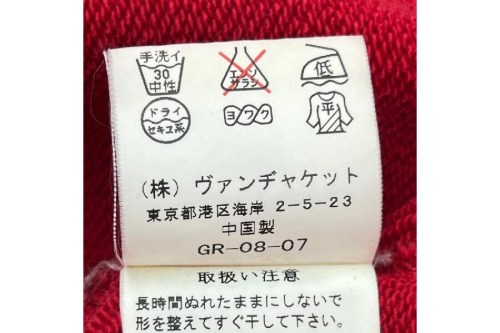 手洗イ
30
中性
エンソ
サラシ
低
ドライ
セキユ系
ヨワク
平
(株) ヴァンヂャケット
東京都港区海岸 2-5-23
中国製
GR-08-07
取扱い注意
長時間ぬれたままにしないで
形を整えてすぐ干して下さい。